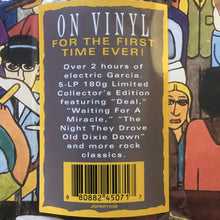 ON VINYL
FOR THE FIRST
TIME EVER!
Over 2 hours of
electric Garcia.
5-LP 180g Limited
Collector's Edition
featuring "Deal,"
"Waiting For A
Miracle," "The
Night They Drove
Old Dixie Down"
and more rock
classics.
8 80882 45071 7